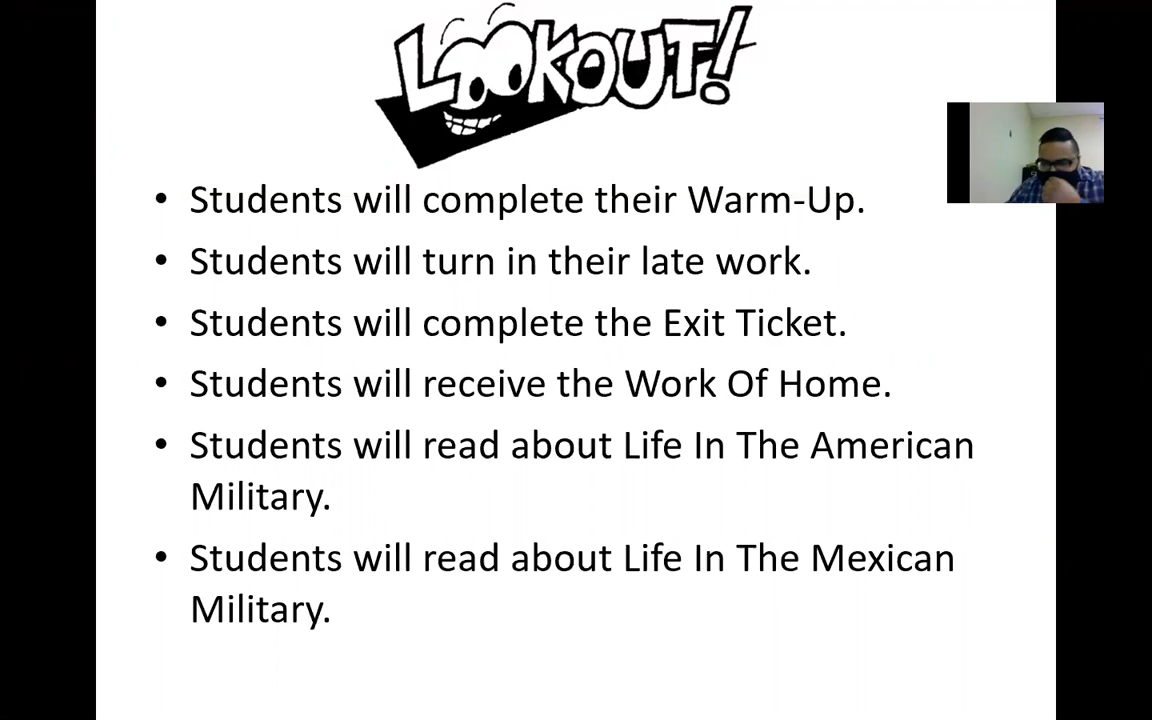 LOOKOUT!
• Students will complete their Warm-Up.
• Students will turn in their late work.
• Students will complete the Exit Ticket.
• Students will receive the Work Of Home.
• Students will read about Life In The American
Military.
• Students will read about Life In The Mexican
Military.